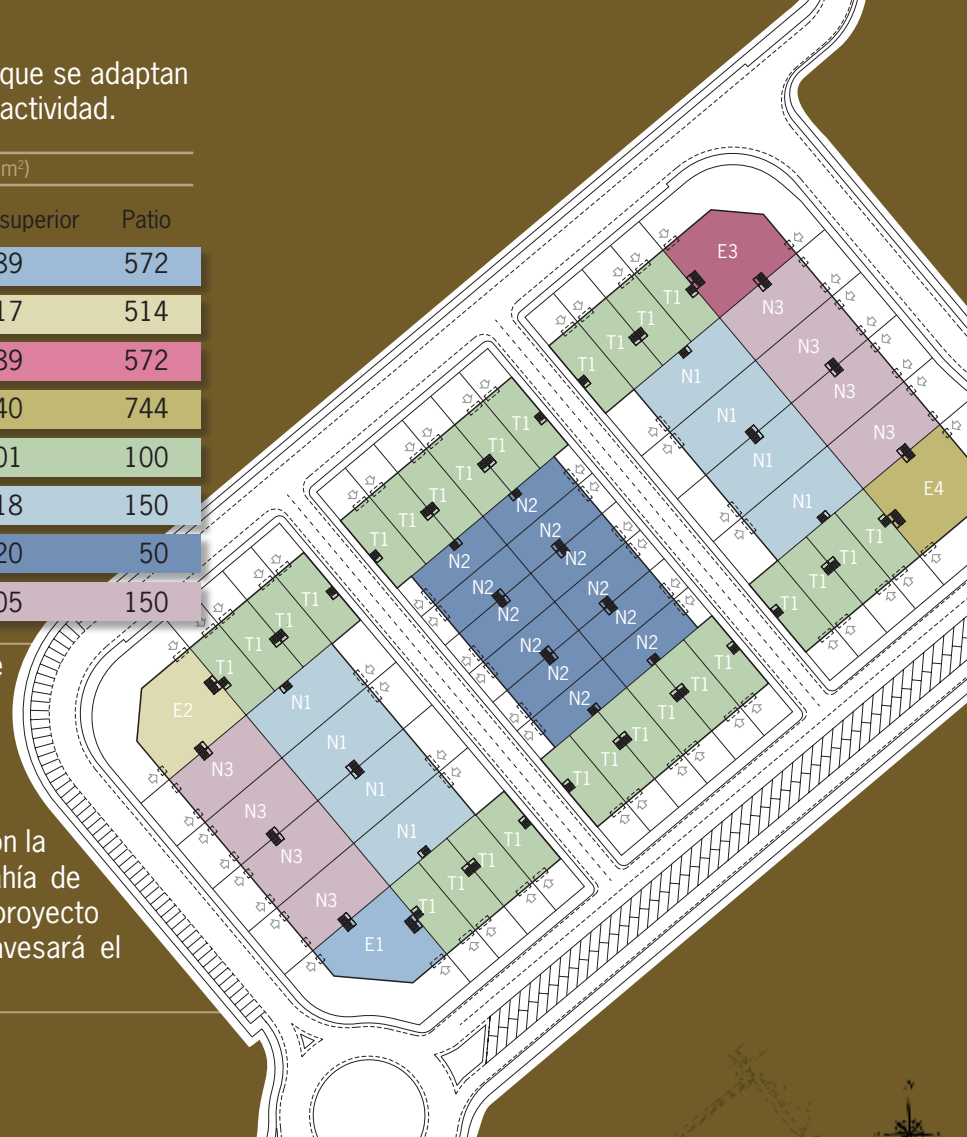 que se adaptan
actividad.
m²)
superior Patio
39 572
17 514
39 572
40 744
01 100
18 150
20 50
05 150
e
on la
ahía de
proyecto
avesará el
E3
T1
T1
T1
T1
N3
N3
N3
N3
N1
N1
N1
N1
E4
T1
T1
T1
T1
T1
T1
T1
T1
T1
T1
N2
N2
N2
N2
N2
N2
N2
N2
N2
N2
N2
T1
T1
T1
T1
T1
T1
T1
T1
T1
T1
E2
N1
N1
N1
N1
N3
N3
N3
N3
T1
T1
T1
T1
E1